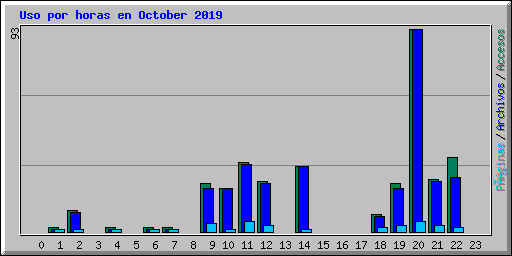 Uso por horas en October 2019
93
0 1 2 3 4 5 6 7 8 9 10 11 12 13 14 15 16 17 18 19 20 21 22 23
PĂĄginas / Archivos / Accesos